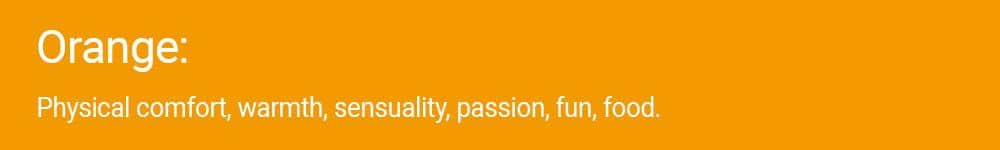 Orange:
Physical comfort, warmth, sensuality, passion, fun, food.